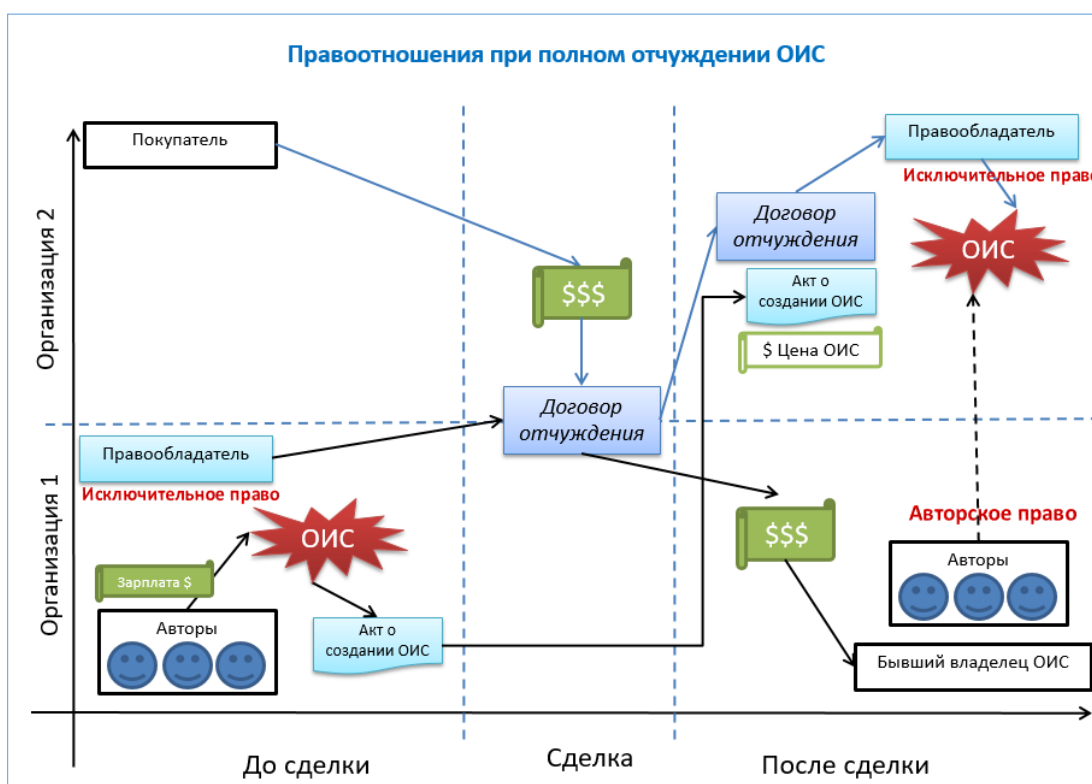 Правоотношения при полном отчуждении ОИС
Организация 2
Покупатель
$$$
Договор
отчуждения
Правообладатель
Исключительное право
ОИС
Договор
отчуждения
Акт о
создании ОИС
$ Цена ОИС
Организация 1
Правообладатель
Исключительное право
ОИС
Зарплата $
Авторы
Акт о
создании ОИС
$$$
Авторское право
Авторы
Бывший владелец ОИС
До сделки
Сделка
После сделки